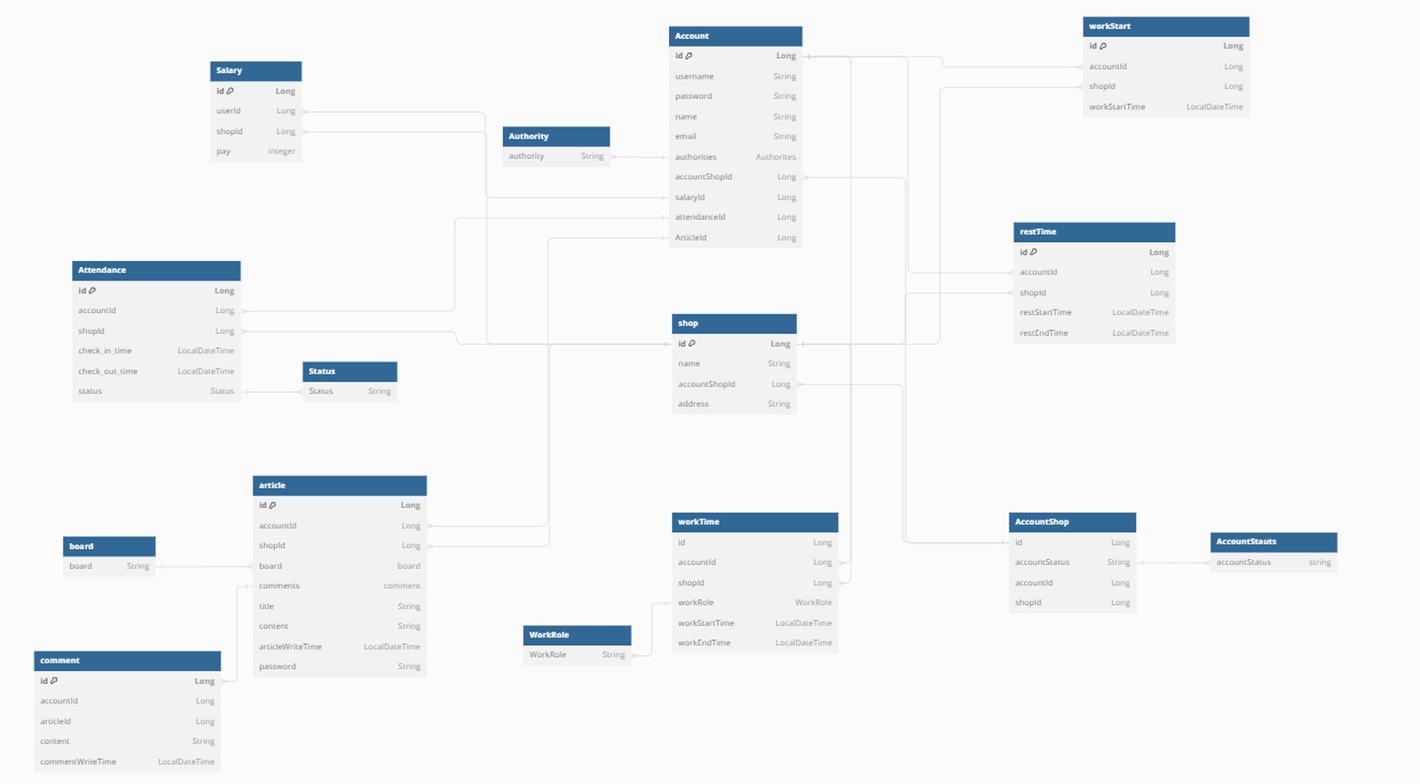 workStart
id Long
accountId Long
shopId Long
workStartTime LocalDateTime
Account
id Long
username String
password String
name String
email String
authorities Authorites
accountShopId Long
salaryId Long
attendanceId Long
ArticleId Long
Salary
id Long
userId Long
shopId Long
pay integer
Authority
authority String
restTime
id Long
accountId Long
shopId Long
restStartTime LocalDateTime
restEndTime LocalDateTime
Attendance
id Long
accountId Long
shopId Long
check_in_time LocalDateTime
check_out_time LocalDateTime
status Status
shop
id Long
name String
accountShopId Long
address String
Status
Status String
article
id Long
accountId Long
shopId Long
board board
comments comment
title String
content String
articleWriteTime LocalDateTime
password String
workTime
id Long
accountId Long
shopId Long
workRole WorkRole
workStartTime LocalDateTime
workEndTime LocalDateTime
AccountShop
id Long
accountStatus String
accountId Long
shopId Long
AccountStauts
accountStatus string
board
board String
WorkRole
WorkRole String
comment
id Long
accountId Long
articleId Long
content String
commentWriteTime LocalDateTime